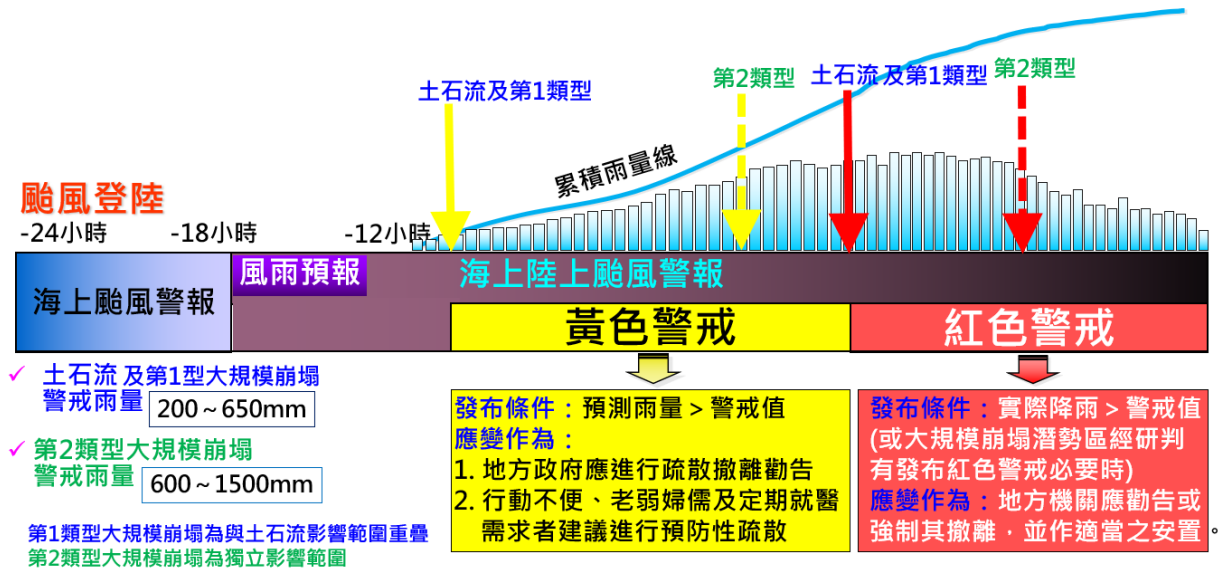 土石流及第1類型
第2類型
土石流及第1類型
第2類型
累積雨量線
颱風登陸
-24小時
-18小時
-12小時
海上颱風警報
風雨預報
海上陸上颱風警報
黃色警戒
紅色警戒
✓ 土石流及第1型大規模崩塌
警戒雨量
200~650mm
✓ 第2類型大規模崩塌
警戒雨量
600~1500mm
第1類型大規模崩塌為與土石流影響範圍重疊
第2類型大規模崩塌為獨立影響範圍
發布條件：預測雨量>警戒值
應變作為：
1. 地方政府應進行疏散撤離勸告
2. 行動不便、老弱婦儒及定期就醫
需求者建議進行預防性疏散
發布條件：實際降雨>警戒值
(或大規模崩塌潛勢區經研判
有發布紅色警戒必要時)
應變作為：地方機關應勸告或
強制其撤離，並作適當之安置。